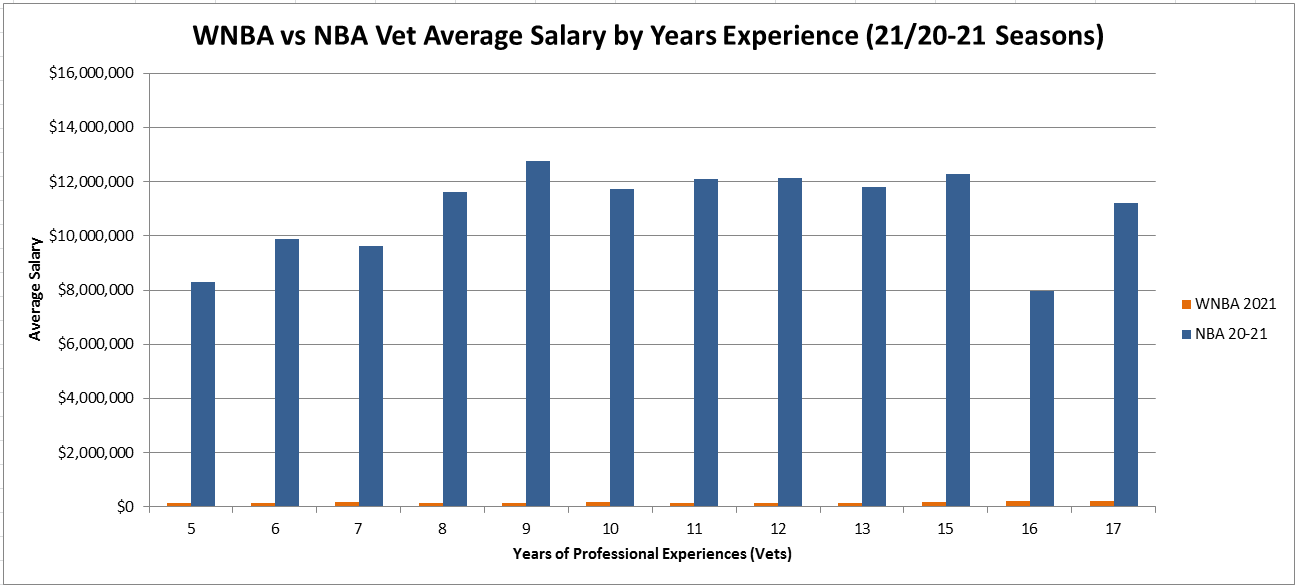 WNBA vs NBA Vet Average Salary by Years Experience (21/20-21 Seasons)
$16,000,000
$14,000,000
$12,000,000
$10,000,000
$8,000,000
$6,000,000
$4,000,000
$2,000,000
$0
Average Salary
5 6 7 8 9 10 11 12 13 15 16 17
Years of Professional Experiences (Vets)
WNBA 2021
NBA 20-21